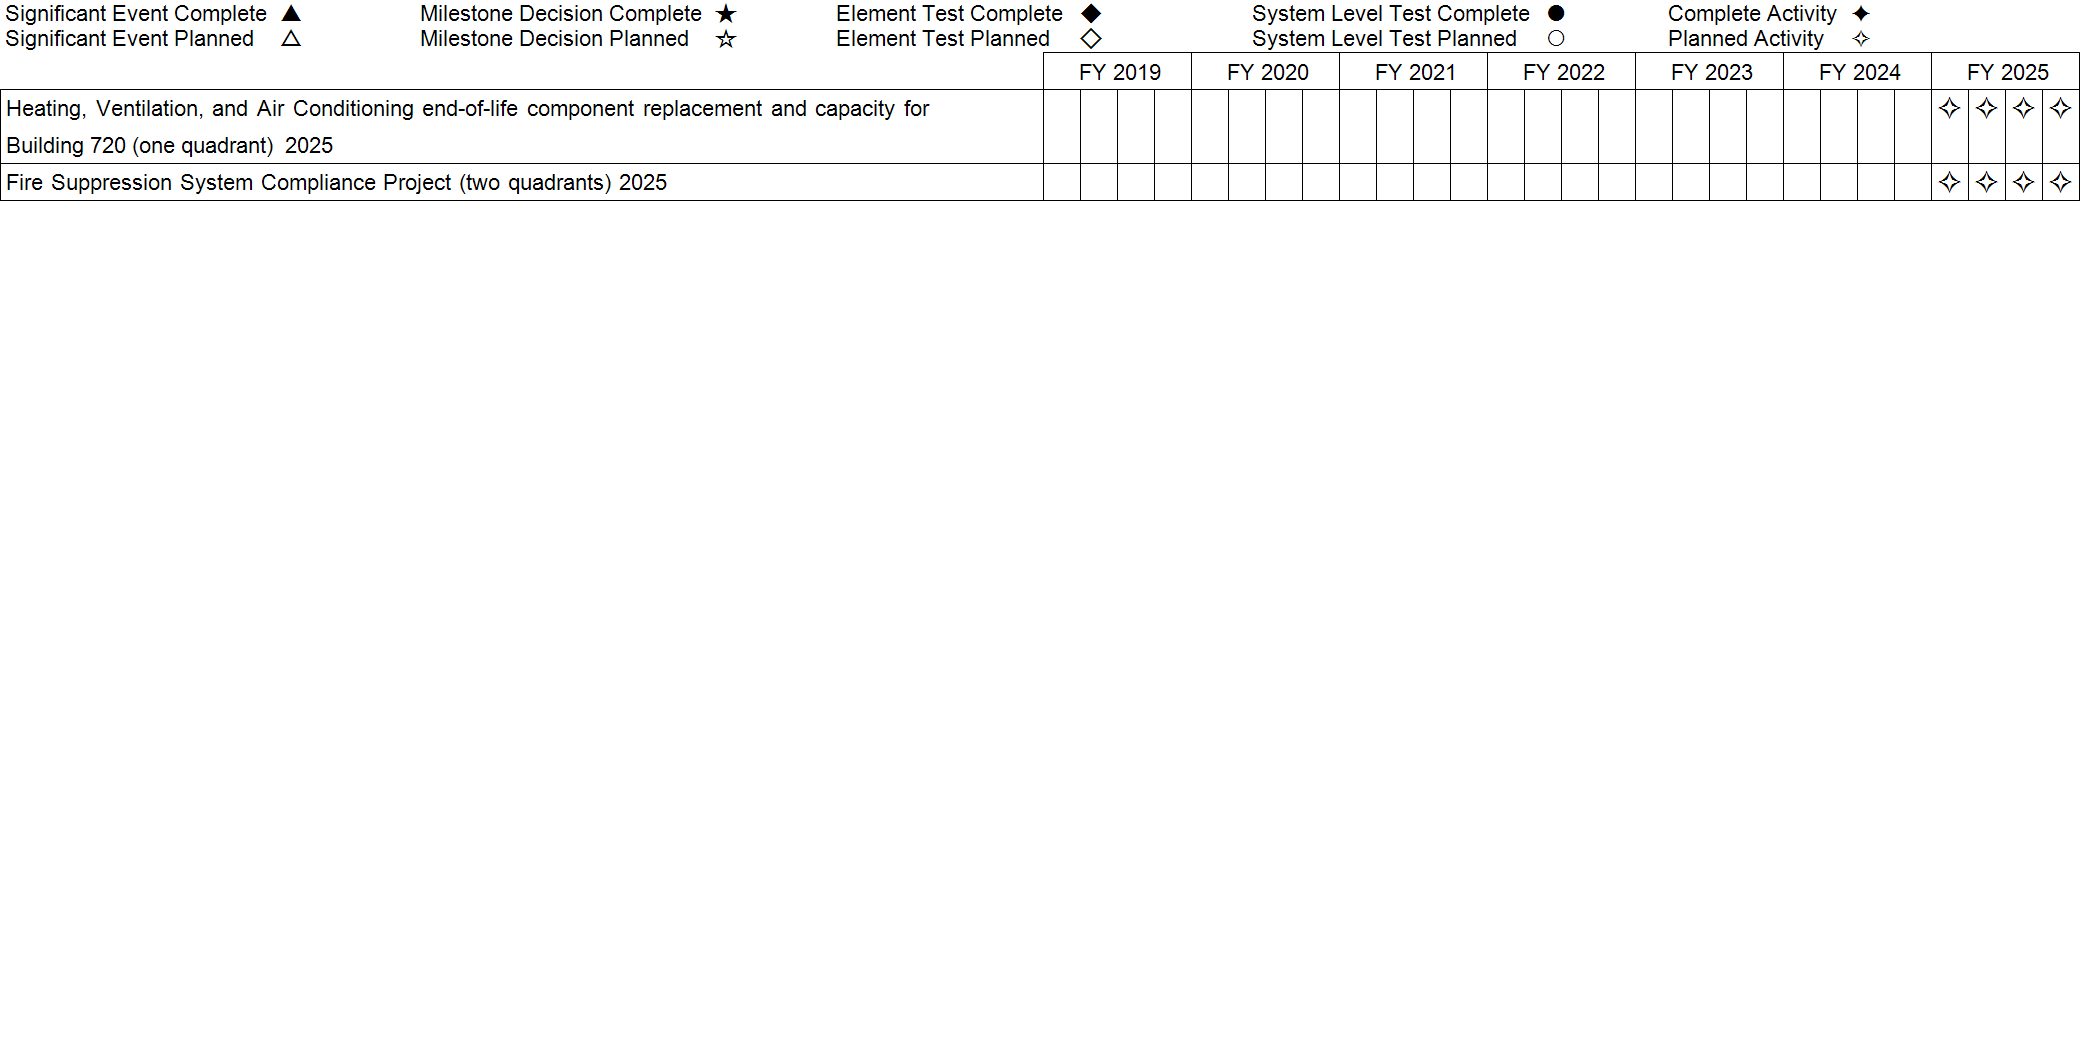 Significant Event Complete ▲ Milestone Decision Complete ★ Element Test Complete ◆ System Level Test Complete ● Complete Activity ✦
Significant Event Planned △ Milestone Decision Planned ☆ Element Test Planned ◇ System Level Test Planned ○ Planned Activity ✧
FY 2019 FY 2020 FY 2021 FY 2022 FY 2023 FY 2024 FY 2025
Heating, Ventilation, and Air Conditioning end-of-life component replacement and capacity for ✧ ✧ ✧ ✧
Building 720 (one quadrant) 2025
Fire Suppression System Compliance Project (two quadrants) 2025 ✧ ✧ ✧ ✧